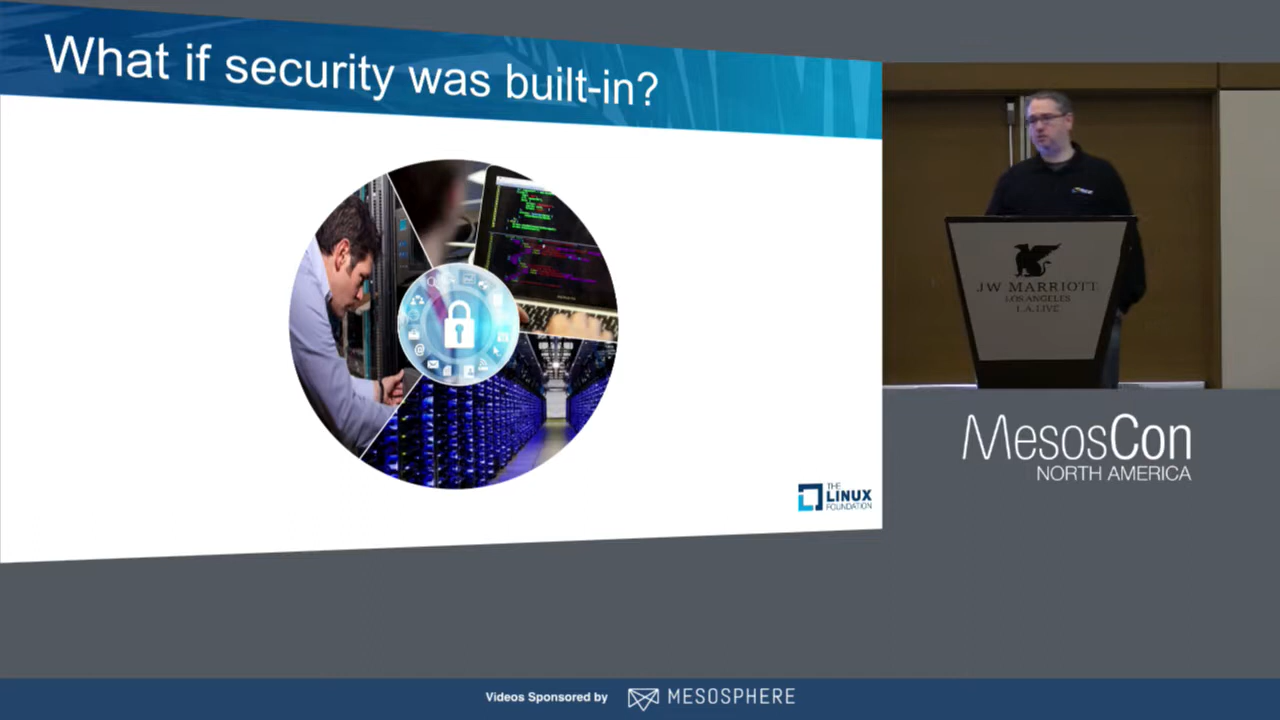 What if security was built-in?
THE
LINUX
FOUNDATION
JW MARRIOTT
LOS ANGELES
L.A. LIVE
MesosCon
NORTH AMERICA
Videos Sponsored by
MESOSPHERE